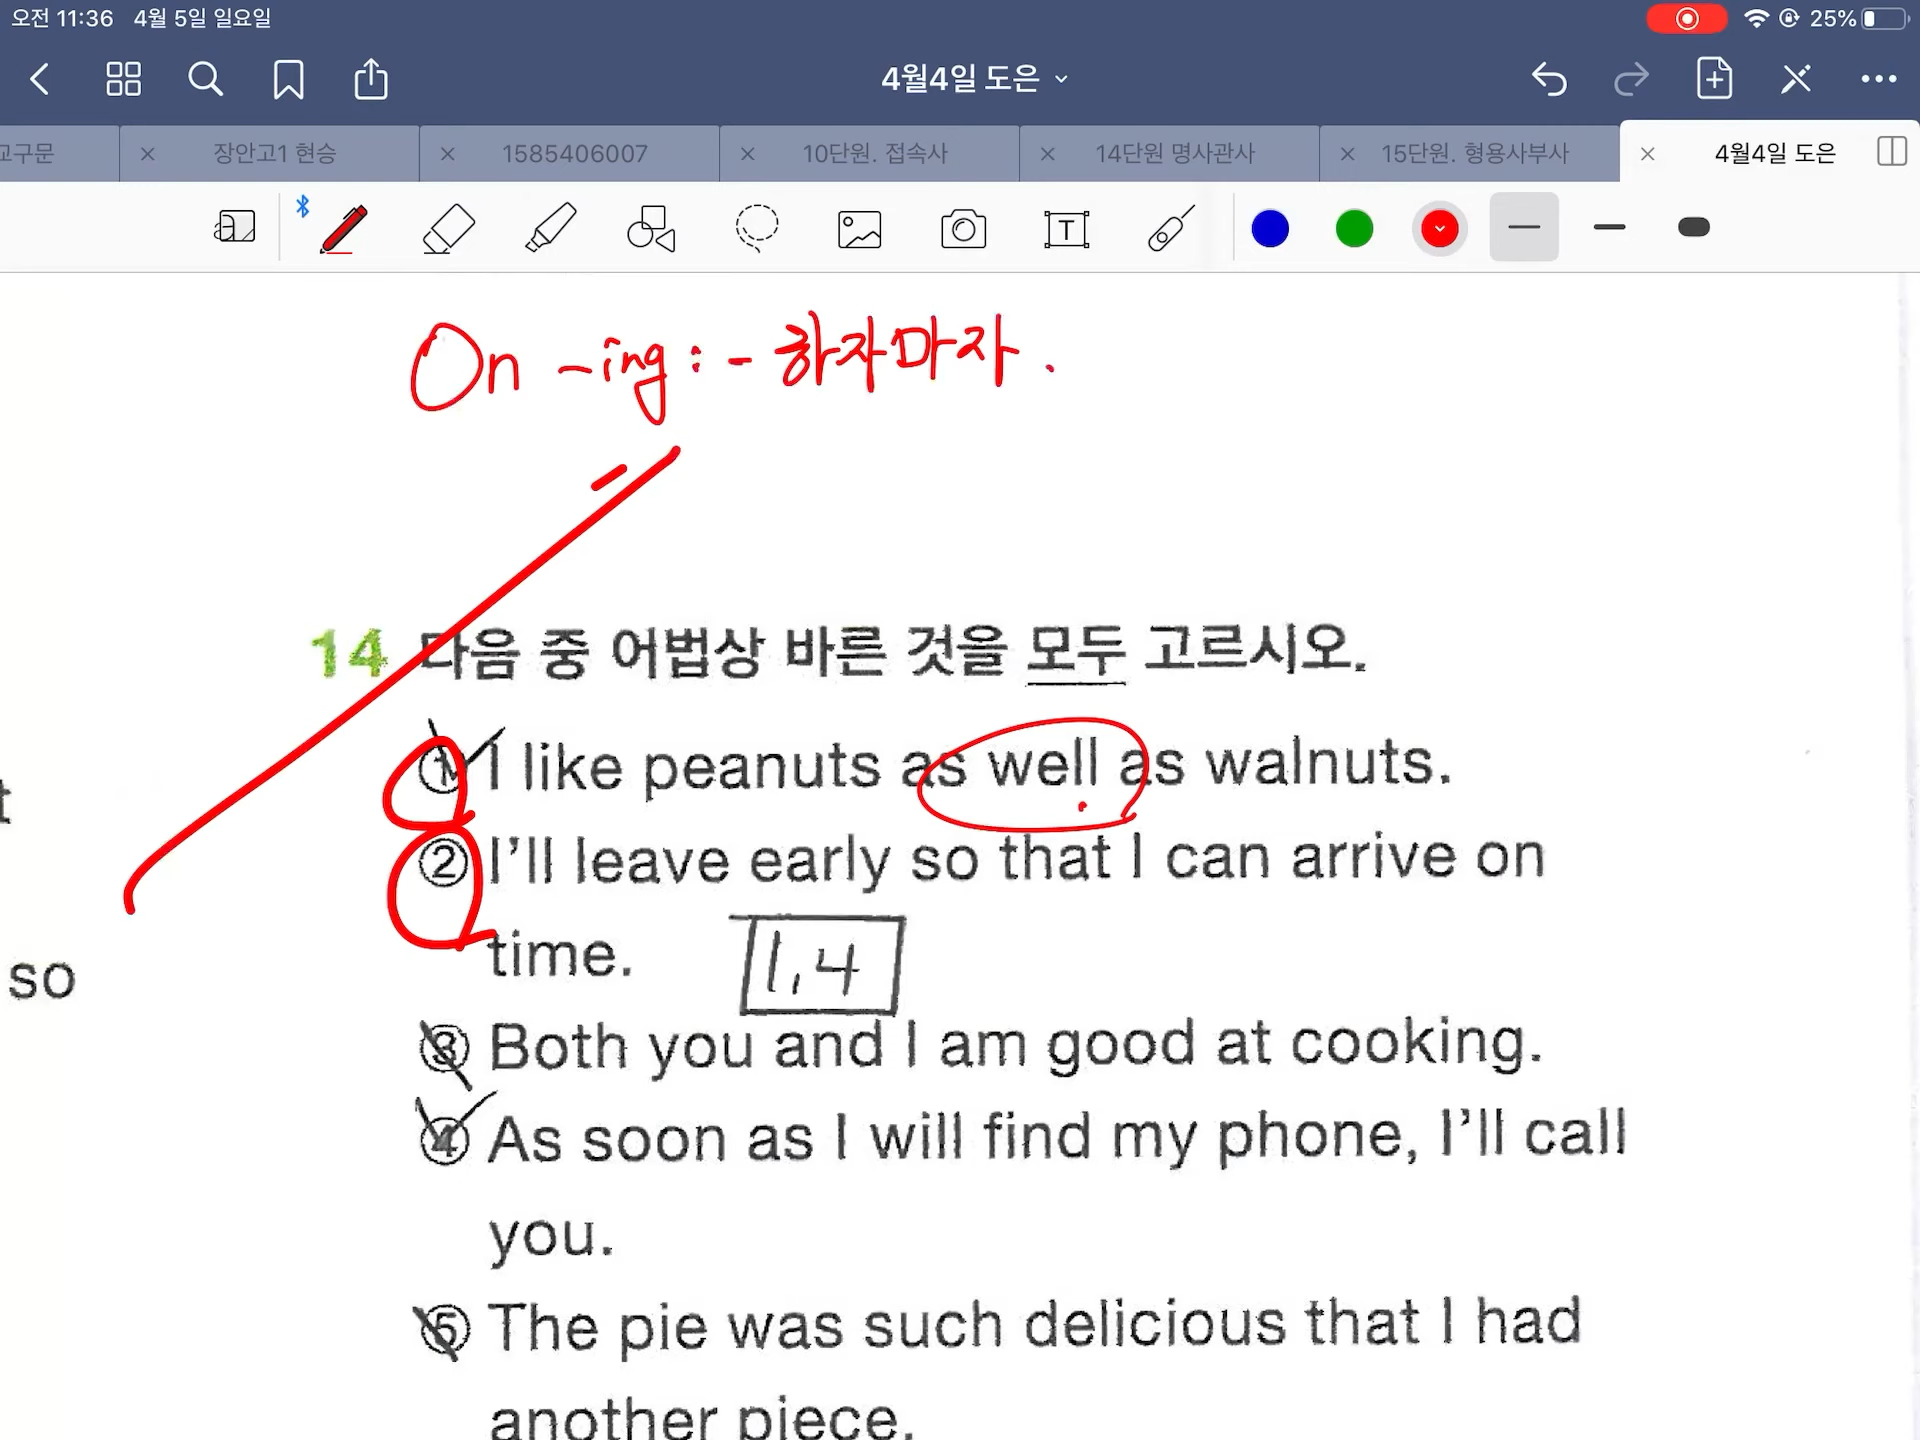 오전 11:36 4월 5일 일요일 25%
4월4일 도은
교구문 장안고1 현승 1585406007 10단원. 접속사 14단원 명사관사 15단원. 형용사부사 4월4일 도은
On -ing : - 하자마자.
14 다음 중 어법상 바른 것을 모두 고르시오.
① I like peanuts as well as walnuts.
② I'll leave early so that I can arrive on
time. 1,4
so
③ Both you and I am good at cooking.
④ As soon as I will find my phone, I'll call
you.
⑤ The pie was such delicious that I had
another piece.